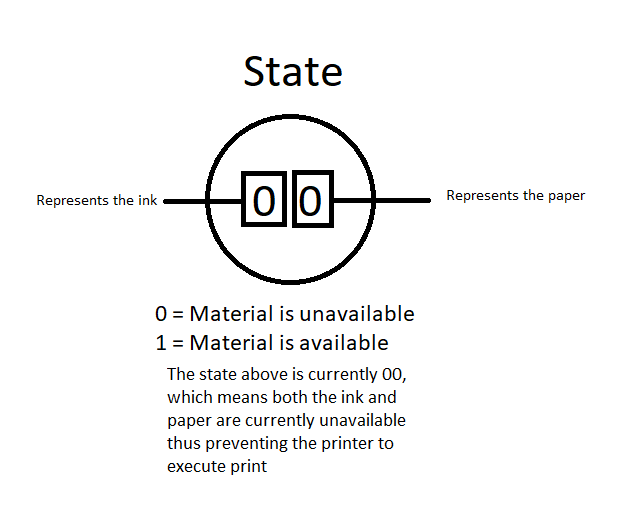 State
Represents the ink
0 0
Represents the paper
0 = Material is unavailable
1 = Material is available
The state above is currently 00,
which means both the ink and
paper are currently unavailable
thus preventing the printer to
execute print